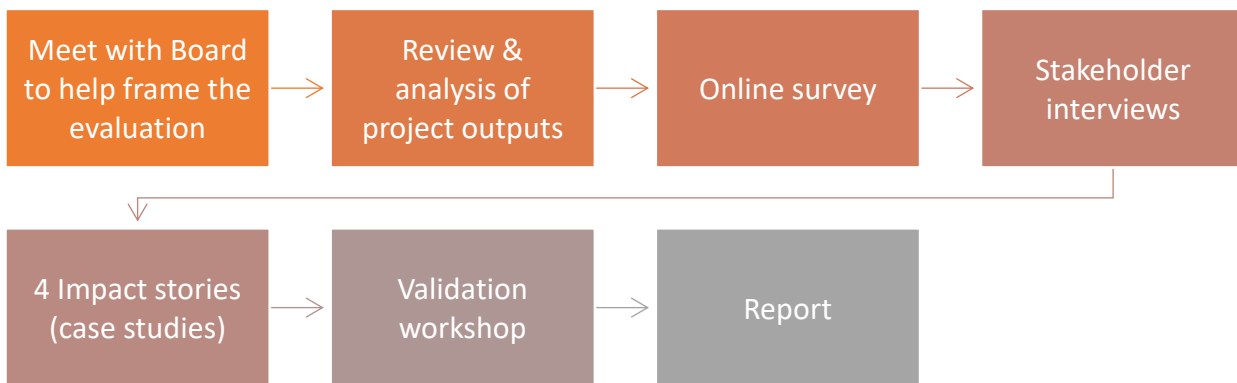 Meet with Board
to help frame the
evaluation
Review &
analysis of
project outputs
Online survey
Stakeholder
interviews
4 Impact stories
(case studies)
Validation
workshop
Report